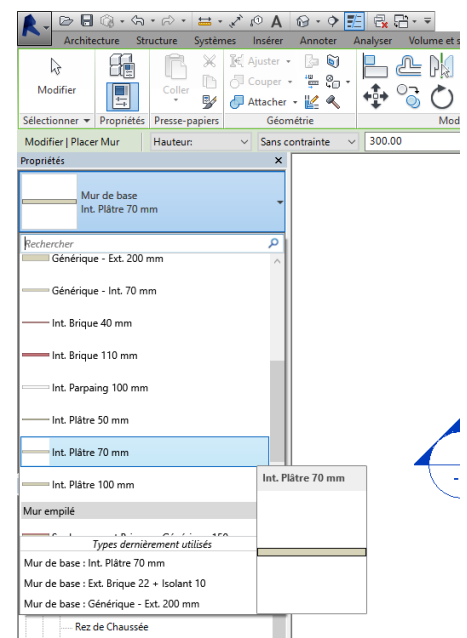 Architecture Structure Systèmes Insérer Annoter Analyser Volume et s
Modifier
Coller
Ajuster
Couper
Attacher
Sélectionner Propriétés Presse-papiers Géométrie Mod
Modifier | Placer Mur Hauteur: Sans contrainte 300.00
Propriétés
Mur de base
Int. Plâtre 70 mm
Rechercher
Générique - Ext. 200 mm
Générique - Int. 70 mm
Int. Brique 40 mm
Int. Brique 110 mm
Int. Parpaing 100 mm
Int. Plâtre 50 mm
Int. Plâtre 70 mm
Int. Plâtre 100 mm
Int. Plâtre 70 mm
Mur empilé
Types dernièrement utilisés
Mur de base : Int. Plâtre 70 mm
Mur de base : Ext. Brique 22 + Isolant 10
Mur de base : Générique - Ext. 200 mm
Rez de Chaussée